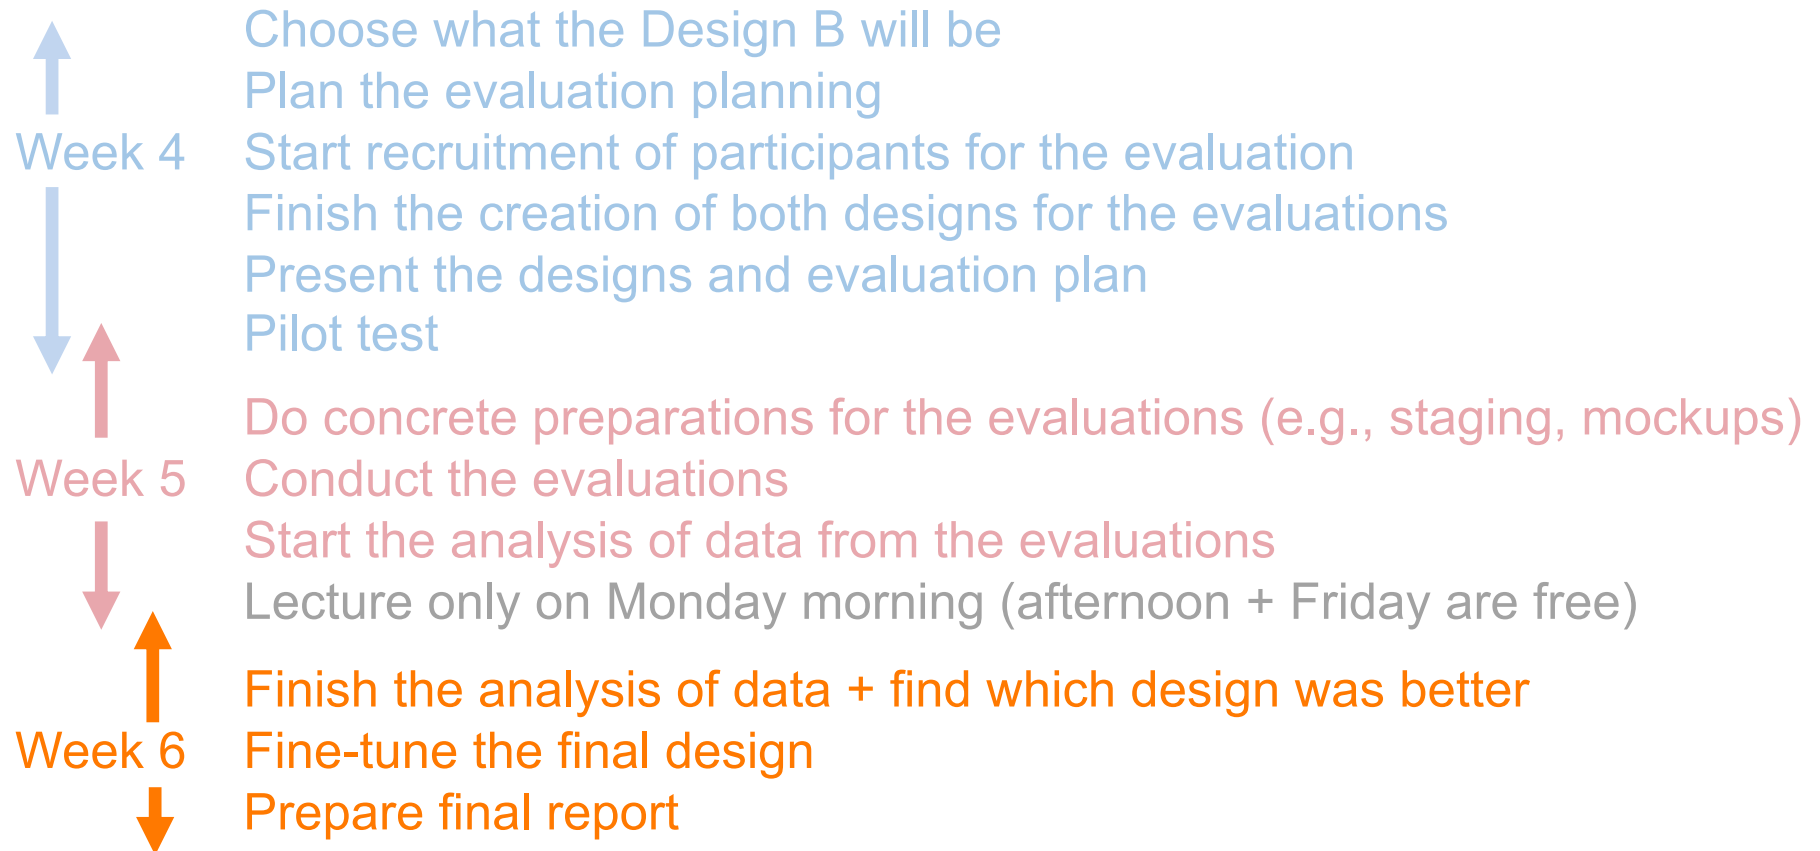 Choose what the Design B will be
Plan the evaluation planning
Week 4 Start recruitment of participants for the evaluation
Finish the creation of both designs for the evaluations
Present the designs and evaluation plan
Pilot test
Do concrete preparations for the evaluations (e.g., staging, mockups)
Week 5 Conduct the evaluations
Start the analysis of data from the evaluations
Lecture only on Monday morning (afternoon + Friday are free)
Finish the analysis of data + find which design was better
Week 6 Fine-tune the final design
Prepare final report